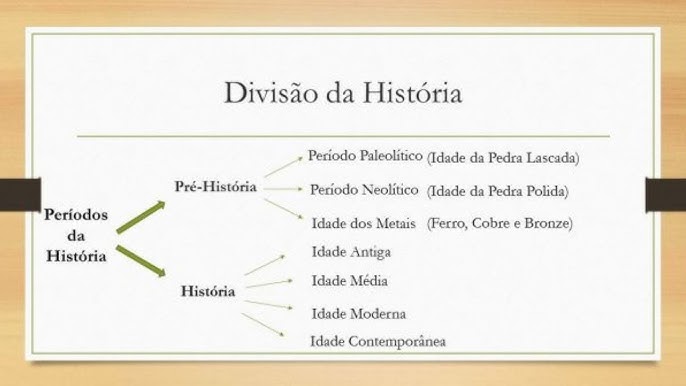 Divisão da História
Período Paleolítico (Idade da Pedra Lascada)
Pré-História
Período Neolítico (Idade da Pedra Polida)
Períodos
da
História
Idade dos Metais (Ferro, Cobre e Bronze)
Idade Antiga
História
Idade Média
Idade Moderna
Idade Contemporânea